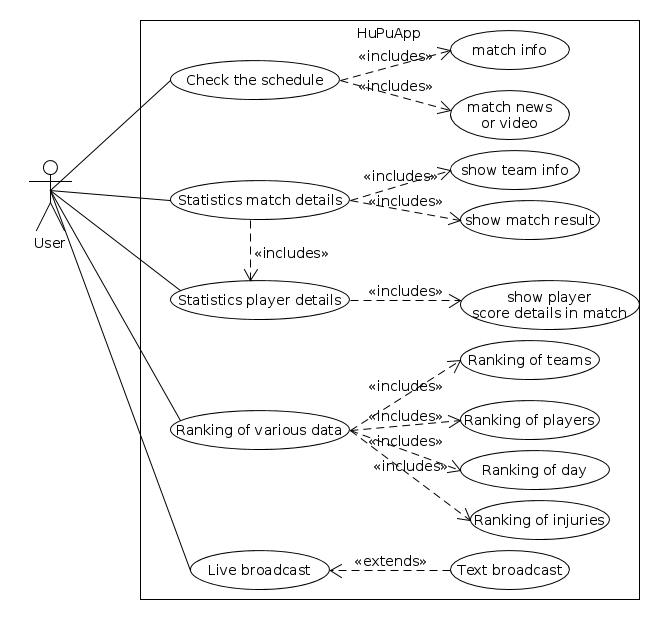 HuPuApp
match info
«includes»
Check the schedule
«includes»
match news
or video
show team info
«includes»
Statistics match details
«includes»
show match result
User
«includes»
Statistics player details
«includes»
show player
score details in match
Ranking of teams
«includes»
Ranking of various data
«Includes»
Ranking of players
«includes»
Ranking of day
«includes»
Ranking of injuries
Live broadcast
«extends»
Text broadcast